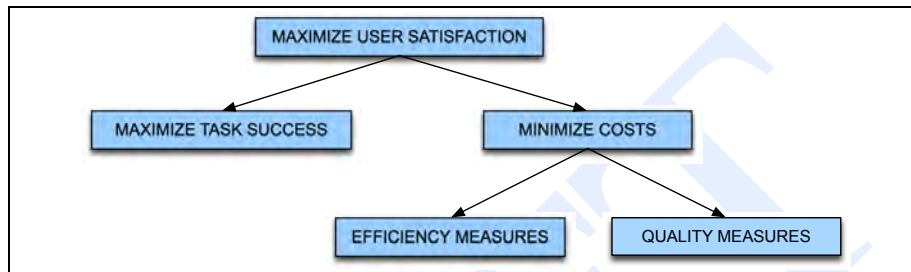 MAXIMIZE USER SATISFACTION
MAXIMIZE TASK SUCCESS
MINIMIZE COSTS
EFFICIENCY MEASURES
QUALITY MEASURES